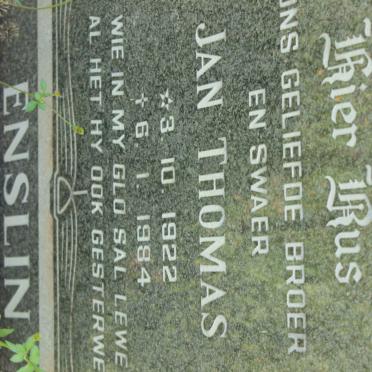 Hier Rus
ONS GELIEFDE BROER
EN SWAER
JAN THOMAS
☆3. 10. 1922
✝ 6. 1. 1984
WIE IN MY GLO SAL LEWE
AL HET HY OOK GESTERWE
ENSLIN